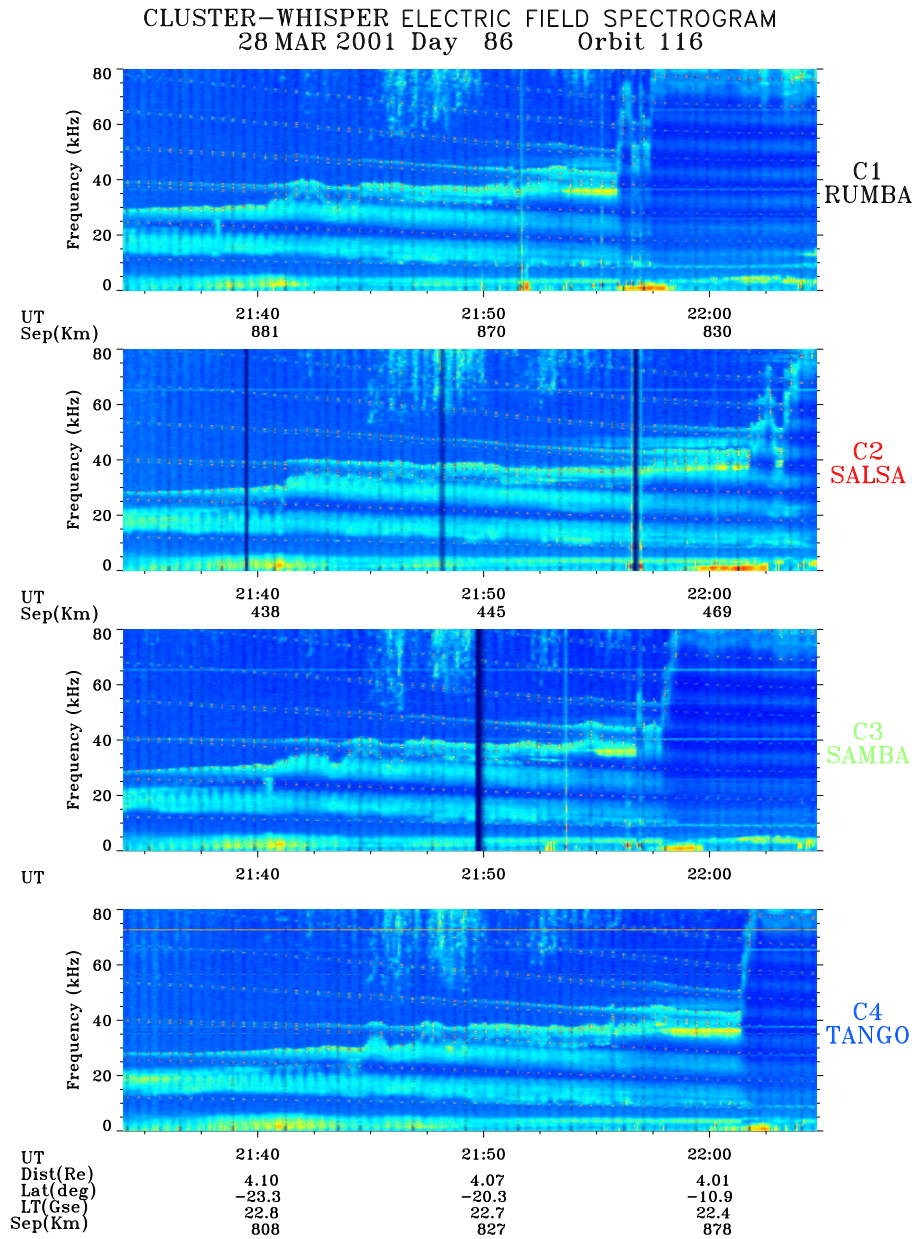 CLUSTER-WHISPER ELECTRIC FIELD SPECTROGRAM
28 MAR 2001 Day 86 Orbit 116
80
60
40
20
0
Frequency (kHz)
C1
RUMBA
UT 21:40 21:50 22:00
Sep(Km) 881 870 830
80
60
40
20
0
Frequency (kHz)
C2
SALSA
UT 21:40 21:50 22:00
Sep(Km) 438 445 469
80
60
40
20
0
Frequency (kHz)
C3
SAMBA
UT 21:40 21:50 22:00
80
60
40
20
0
Frequency (kHz)
C4
TANGO
UT 21:40 21:50 22:00
Dist(Re) 4.10 4.07 4.01
Lat(deg) -23.3 -20.3 -10.9
LT(Gse) 22.8 22.7 22.4
Sep(Km) 808 827 878